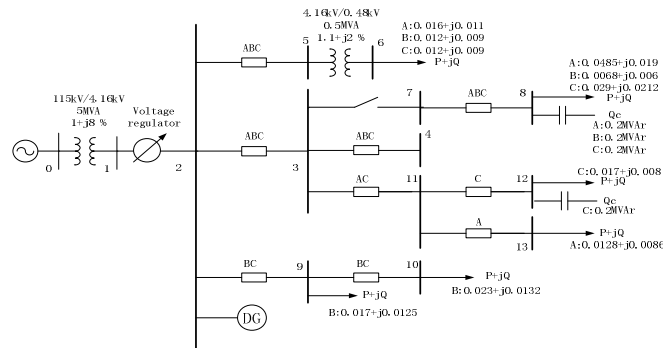 4.16kV/0.48kV
0.5MVA
1.1+j2 %
A:0.016+j0.011
B:0.012+j0.009
C:0.012+j0.009
ABC
5
6
P+jQ
A:0.0485+j0.019
B:0.0068+j0.006
C:0.029+j0.0212
P+jQ
7
ABC
8
Qc
A:0.2MVAr
B:0.2MVAr
C:0.2MVAr
115kV/4.16kV
5MVA
1+j8 %
Voltage
regulator
0
1
2
ABC
3
ABC
4
C:0.017+j0.008
AC
11
C
12
P+jQ
Qc
C:0.2MVAr
A
13
P+jQ
A:0.0128+j0.0086
BC
9
BC
10
P+jQ
B:0.023+j0.0132
P+jQ
B:0.017+j0.0125
DG